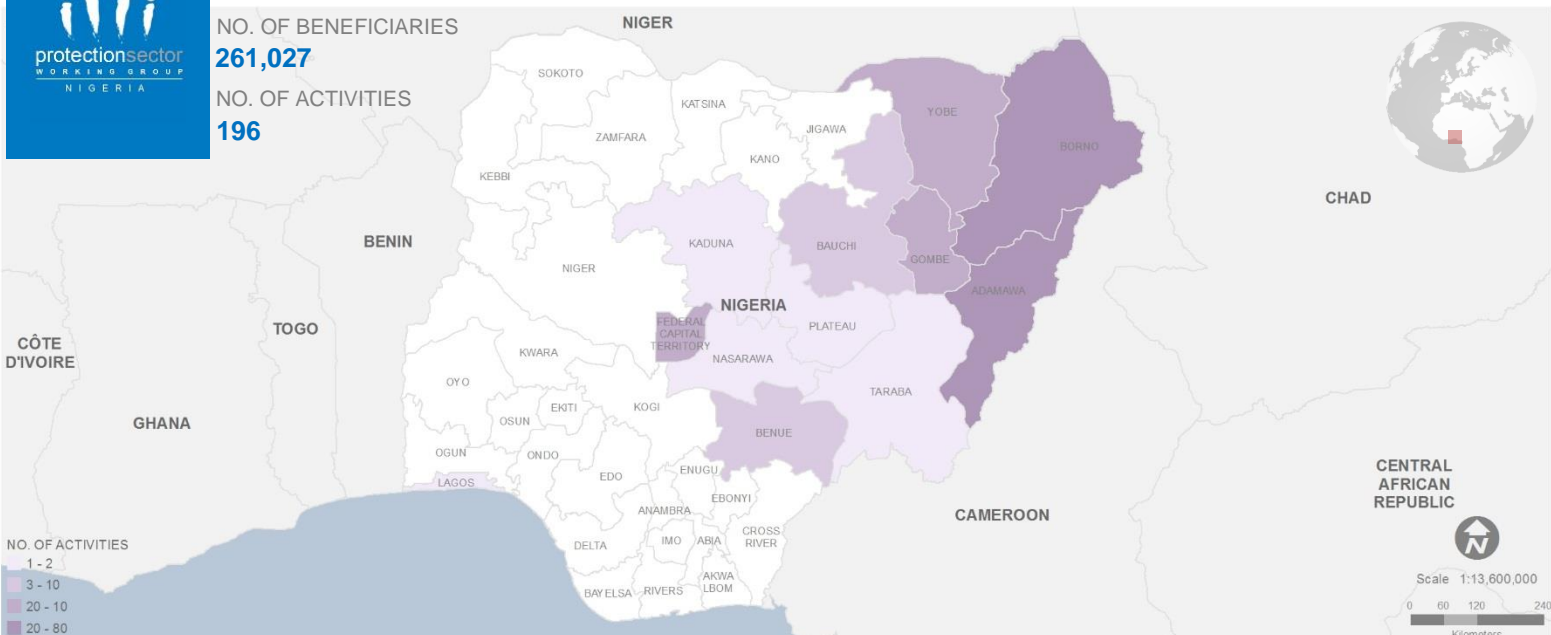 protectionsector
WORKING GROUP
NIGERIA
NO. OF BENEFICIARIES
261,027
NO. OF ACTIVITIES
196
NIGER
SOKOTO
KATSINA
ZAMFARA
JIGAWA
YOBE
KANO
BORNO
KEBBI
CHAD
BENIN
KADUNA
BAUCHI
GOMBE
NIGER
ADAMAWA
NIGERIA
TOGO
FEDERAL
CAPITAL
TERRITORY
PLATEAU
CÔTE
D'IVOIRE
KWARA
NASARAWA
OYO
TARABA
EKITI
KOGI
OSUN
GHANA
BENUE
OGUN
ONDO
EDO
ENUGU
LAGOS
EBONYI
CENTRAL
AFRICAN
REPUBLIC
ANAMBRA
CAMEROON
CROSS
RIVER
DELTA
IMO
ABIA
AKWA
LBOM
BAYELSA
RIVERS
NO. OF ACTIVITIES
1 - 2
3 - 10
20 - 10
20 - 80
N
Scale 1:13,600,000
0 60 120 240
Kilometers